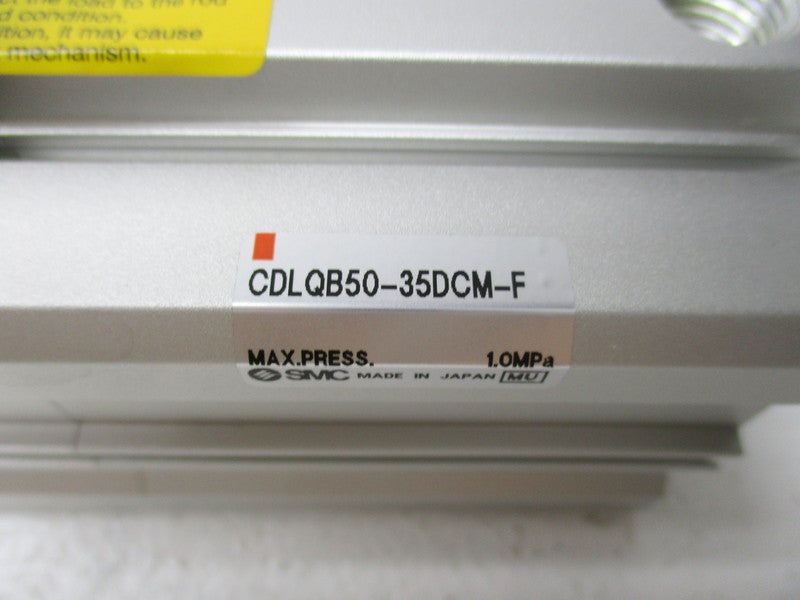 the load to the rod
d condition.
dition, it may cause
mechanism.
CDLQB50-35DCM-F
MAX.PRESS. 1.0MPa
SMC MADE IN JAPAN MU